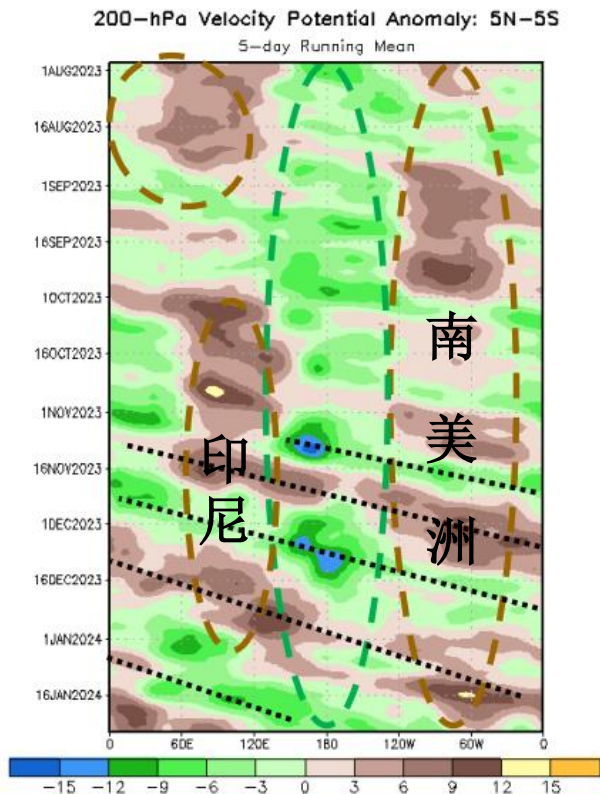 200-hPa Velocity Potential Anomaly: 5N-5S
5-day Running Mean
1AUG2023
16AUG2023
1SEP2023
16SEP2023
1OCT2023
16OCT2023
1NOV2023
16NOV2023
1DEC2023
16DEC2023
1JAN2024
16JAN2024
南
美
洲
印
尼
0 60E 120E 180 120W 60W 0
-15 -12 -9 -6 -3 0 3 6 9 12 15